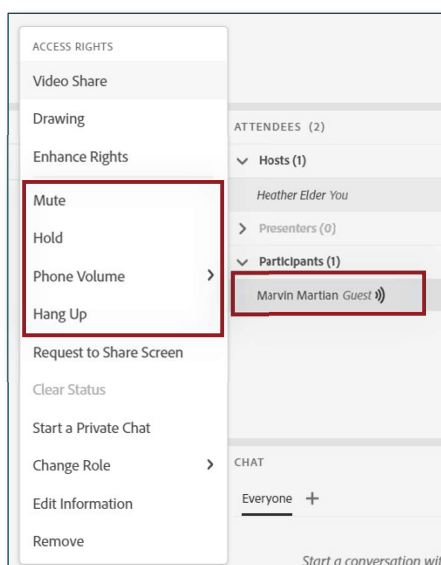 ACCESS RIGHTS
Video Share
Drawing
Enhance Rights
Mute
Hold
Phone Volume
Hang Up
Request to Share Screen
Clear Status
Start a Private Chat
Change Role
Edit Information
Remove
ATTENDEES (2)
Hosts (1)
Heather Elder You
Presenters (0)
Participants (1)
Marvin Martian Guest
CHAT
Everyone +
Start a conversation wit